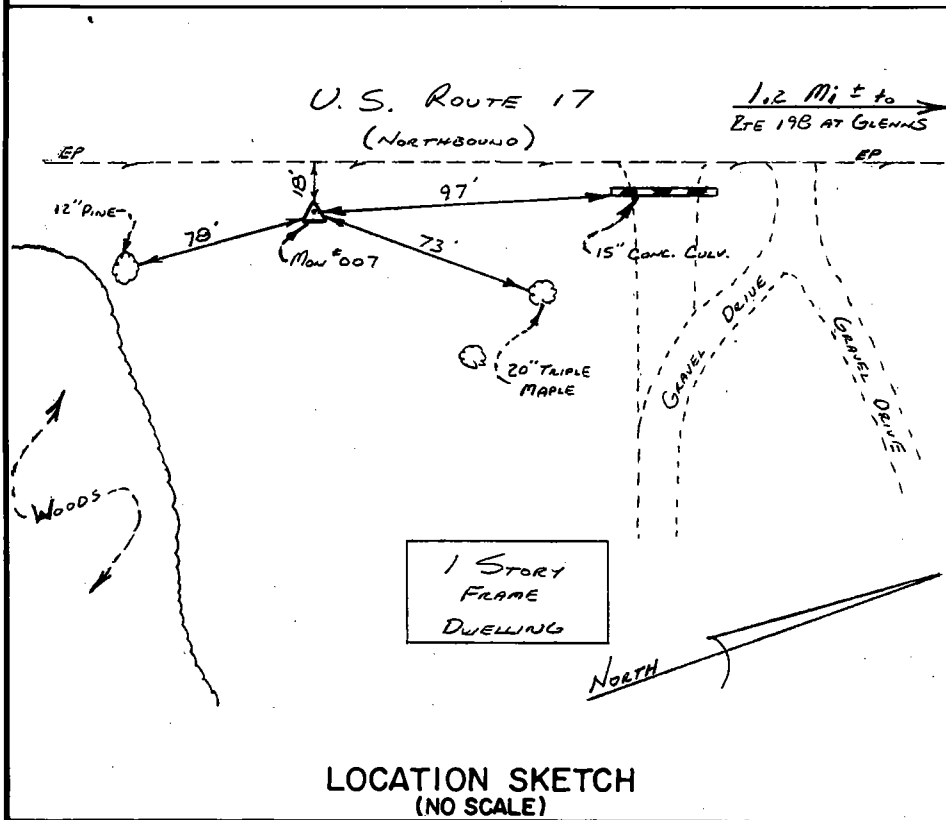 U.S. ROUTE 17
(NORTHBOUND)
1.2 Mi ± to
RTE 198 AT GLENNS
EP
EP
18'
97'
12" PINE
78'
MON #007
73'
15" CONC. CULV.
20" TRIPLE
MAPLE
GRAVEL DRIVE
GRAVEL DRIVE
WOODS
1 STORY
FRAME
DWELLING
NORTH
LOCATION SKETCH
(NO SCALE)